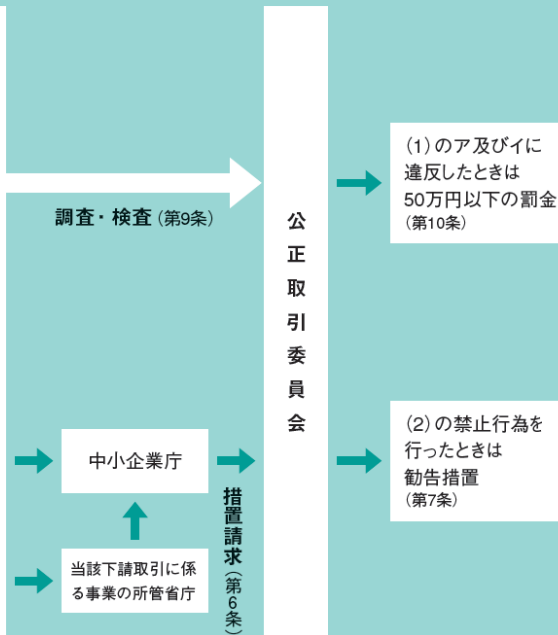 調査・検査(第9条)
公正取引委員会
(1)のア及びイに
違反したときは
50万円以下の罰金
(第10条)
中小企業庁
措置請求(第6条)
当該下請取引に係
る事業の所管省庁
(2)の禁止行為を
行ったときは
勧告措置
(第7条)